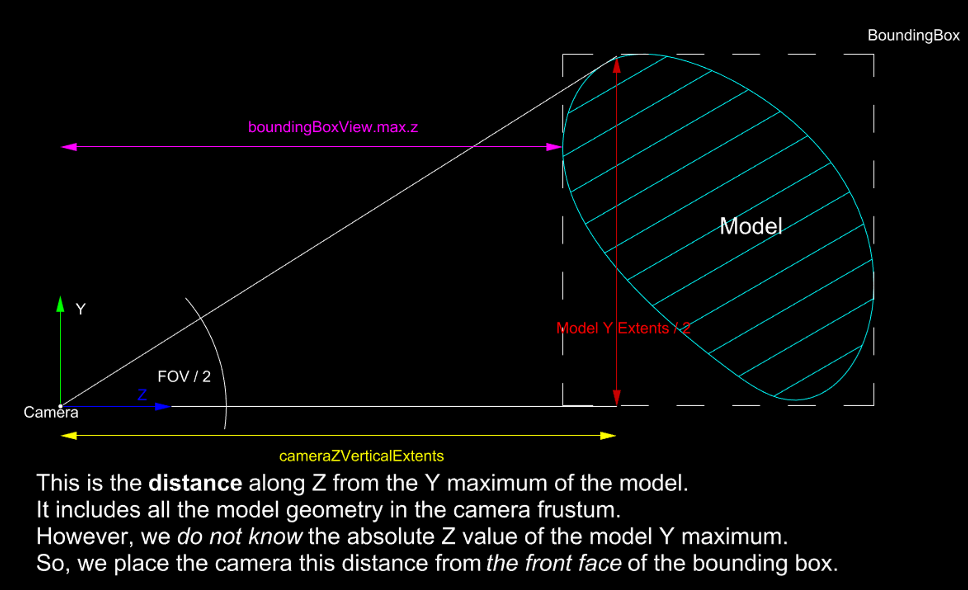 BoundingBox
boundingBoxView.max.z
Model
Y
Model Y Extents / 2
FOV / 2
Z
Camera
cameraZVerticalExtents
This is the distance along Z from the Y maximum of the model.
It includes all the model geometry in the camera frustum.
However, we do not know the absolute Z value of the model Y maximum.
So, we place the camera this distance from the front face of the bounding box.